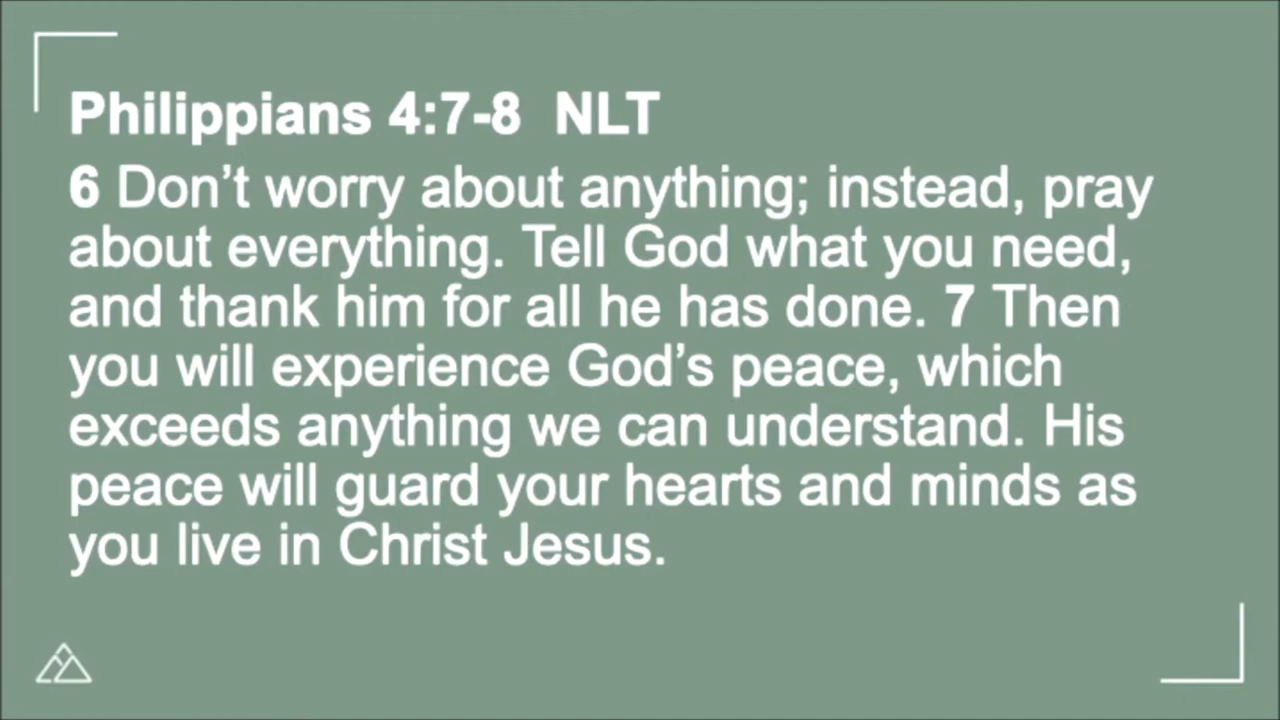 Philippians 4:7-8 NLT
6 Don’t worry about anything; instead, pray
about everything. Tell God what you need,
and thank him for all he has done. 7 Then
you will experience God’s peace, which
exceeds anything we can understand. His
peace will guard your hearts and minds as
you live in Christ Jesus.